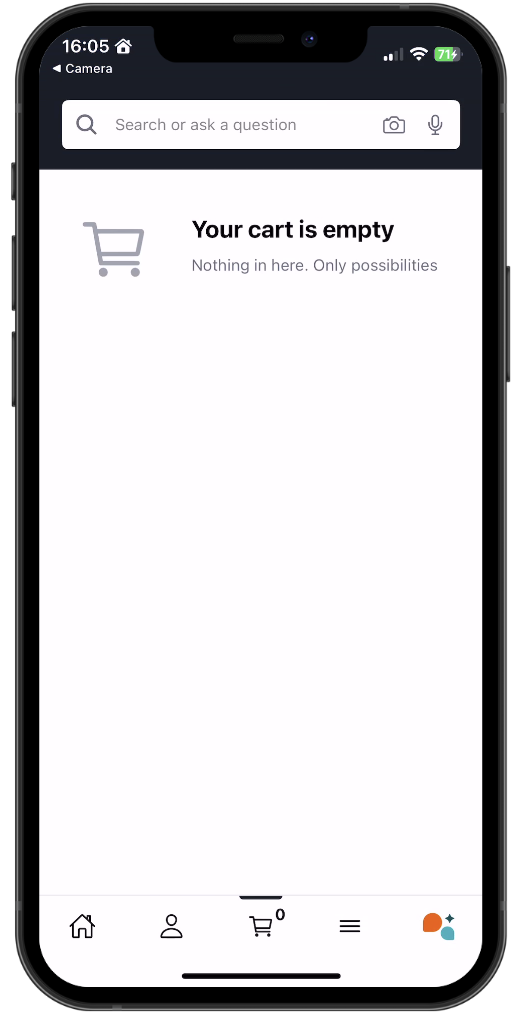 16:05
◀ Camera
71
Search or ask a question
Your cart is empty
Nothing in here. Only possibilities
0